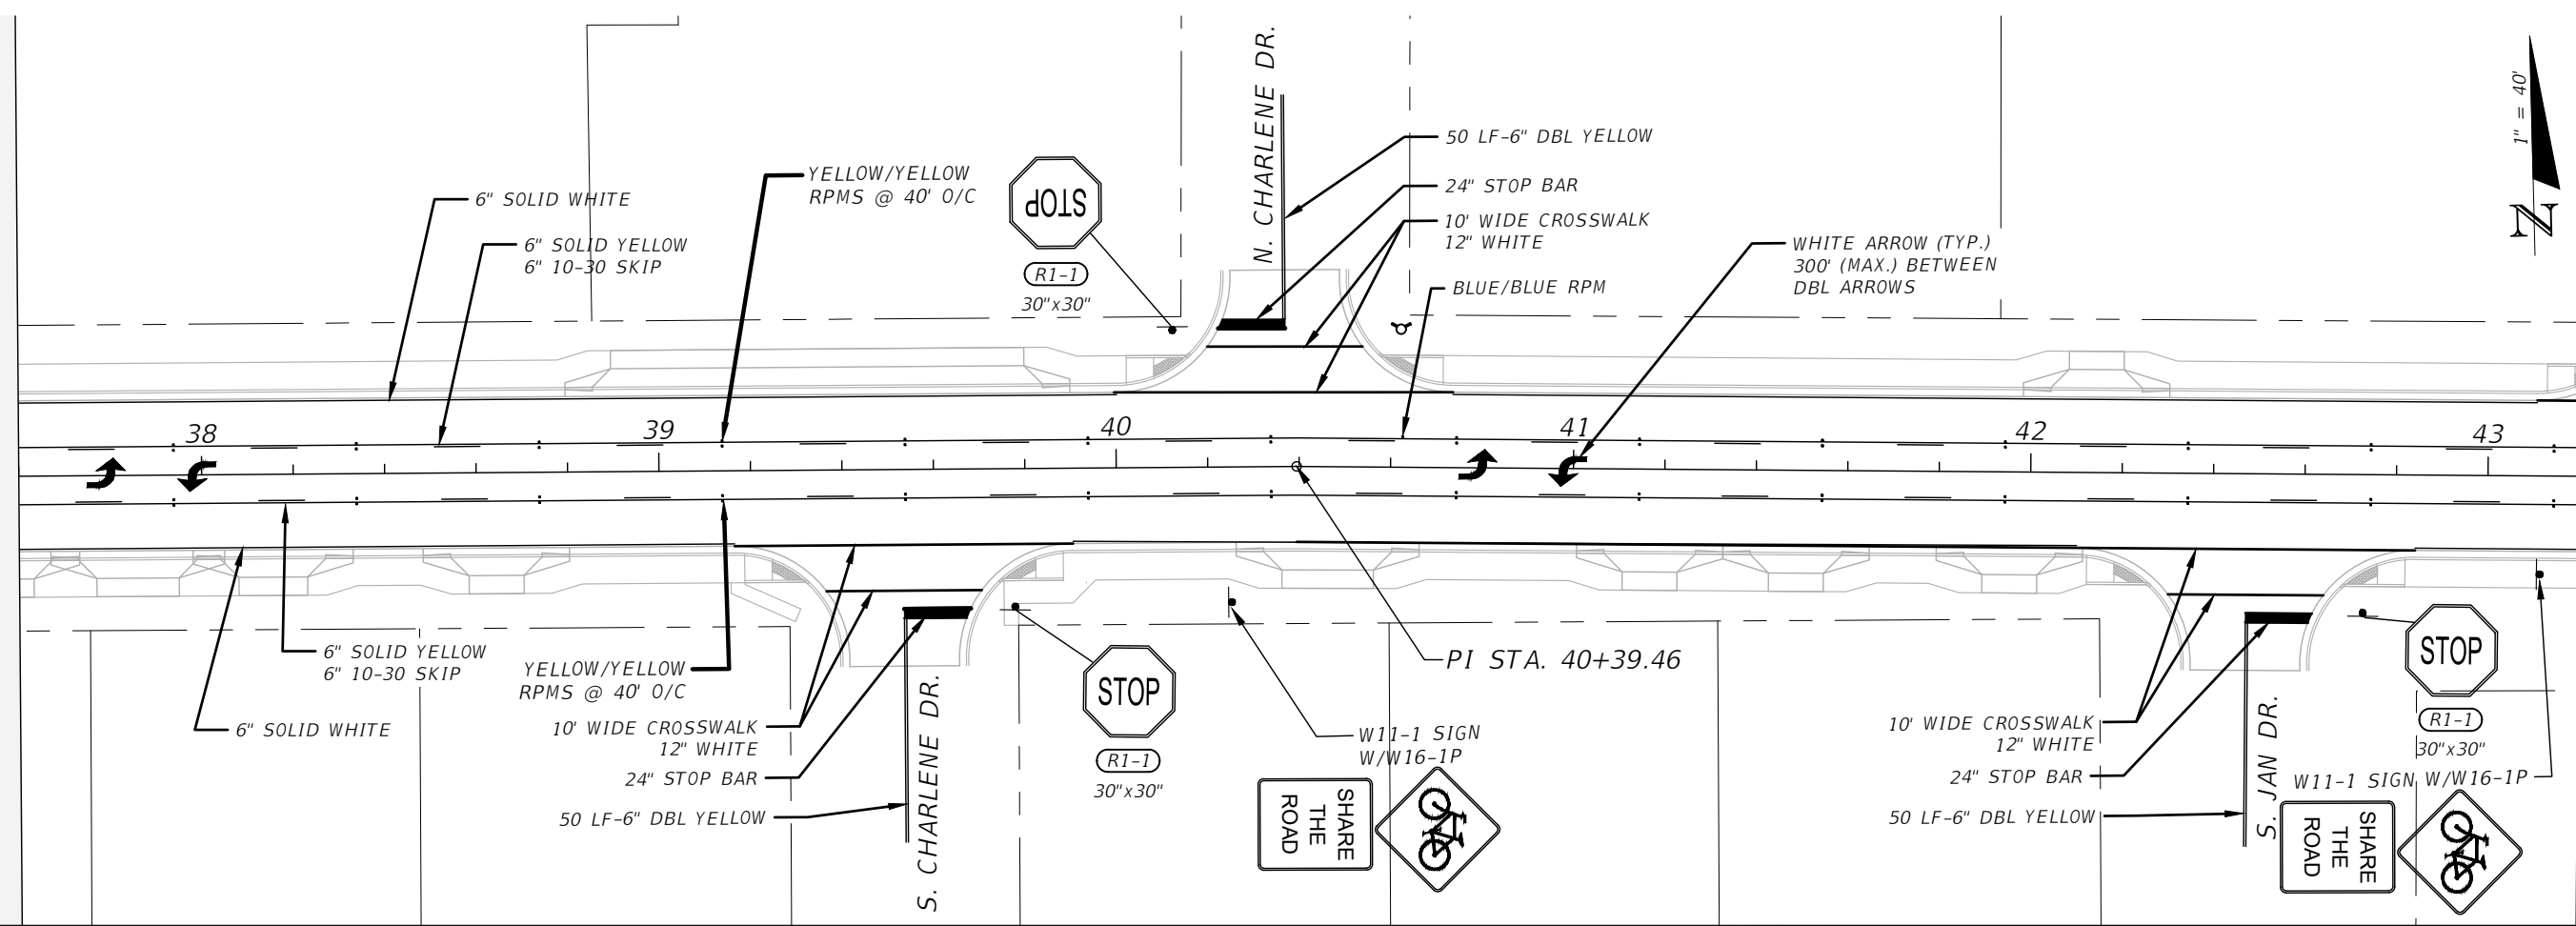 N. CHARLENE DR.
50 LF-6" DBL YELLOW
24" STOP BAR
10' WIDE CROSSWALK
12" WHITE
BLUE/BLUE RPM
1" = 40'
N
YELLOW/YELLOW
RPMS @ 40' O/C
6" SOLID WHITE
6" SOLID YELLOW
6" 10-30 SKIP
STOP
R1-1
30"x30"
WHITE ARROW (TYP.)
300' (MAX.) BETWEEN
DBL ARROWS
38
39
40
41
42
43
6" SOLID YELLOW
6" 10-30 SKIP
6" SOLID WHITE
YELLOW/YELLOW
RPMS @ 40' O/C
10' WIDE CROSSWALK
12" WHITE
24" STOP BAR
50 LF-6" DBL YELLOW
S. CHARLENE DR.
STOP
R1-1
30"x30"
PI STA. 40+39.46
W11-1 SIGN
W/W16-1P
SHARE
THE
ROAD
10' WIDE CROSSWALK
12" WHITE
24" STOP BAR
50 LF-6" DBL YELLOW
S. JAN DR.
STOP
R1-1
30"x30"
W11-1 SIGN W/W16-1P
SHARE
THE
ROAD